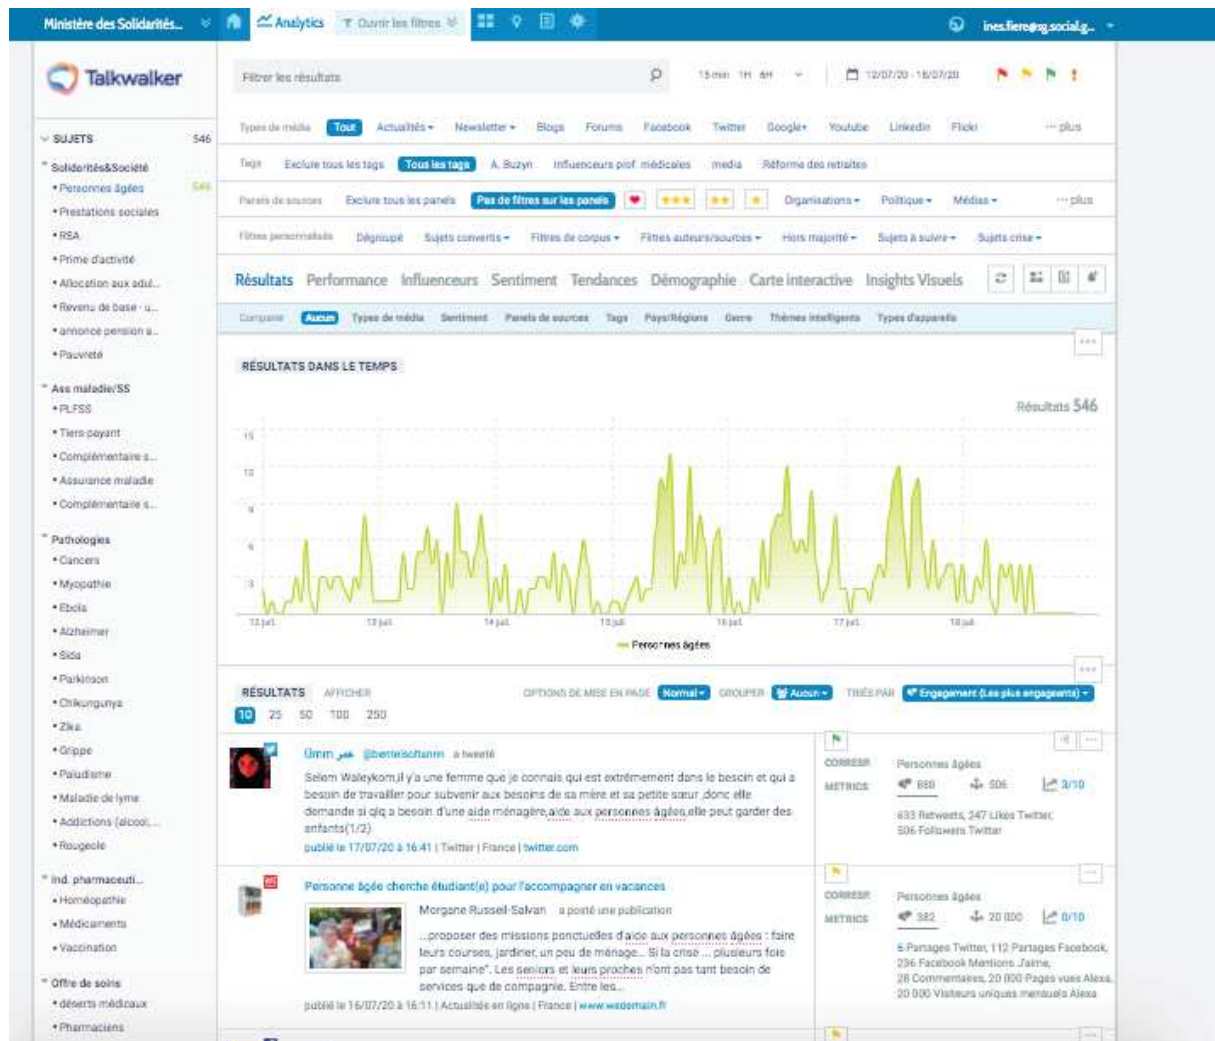 Ministère des Solidarités...
Analytics
Ouvrir les filtres
ines.fiere@sg.social.g...
Talkwalker
Filtrer les résultats
15 min 1H 6H
12/07/20 - 18/07/20
SUJETS 546
Types de média Tout Actualités Newsletter Blogs Forums Facebook Twitter Google+ Youtube Linkedin Flickr ... plus
Tags Exclure tous les tags Tous les tags A. Buzyn Influenceurs prof. médicales media Réforme des retraites
Panels de sources Exclure tous les panels Pas de filtres sur les panels Organisations Politique Médias ... plus
Filtres personnalisés Dégroupé Sujets convertis Filtres de corpus Filtres auteurs/sources Hors majorité Sujets à suivre Sujets crise
Solidarités&Société
Personnes âgées 546
Prestations sociales
RSA
Prime d'activité
Allocation aux adul...
Revenu de base - u...
annonce pension a...
Pauvreté
Ass maladie/SS
PLFSS
Tiers payant
Complémentaire s...
Assurance maladie
Complémentaire s...
Pathologies
Cancers
Myopathie
Ebola
Alzheimer
Sida
Parkinson
Chikungunya
Zika
Grippe
Paludisme
Maladie de lyme
Addictions (alcool, ...
Rougeole
Ind. pharmaceuti...
Homéopathie
Médicaments
Vaccination
Offre de soins
déserts médicaux
Pharmaciens
Résultats Performance Influenceurs Sentiment Tendances Démographie Carte interactive Insights Visuels
Comparer Aucun Types de média Sentiment Panels de sources Tags Pays/Régions Genre Thèmes intelligents Types d'appareils
RÉSULTATS DANS LE TEMPS
Résultats 546
15
12
9
6
3
12 juil. 13 juil. 14 juil. 15 juil. 16 juil. 17 juil. 18 juil.
Personnes âgées
RÉSULTATS AFFICHER OPTIONS DE MISE EN PAGE Normal GROUPER Aucun TRIÉS PAR Engagement (Les plus engageants)
10 25 50 100 250
Ümm عمر @bentelsoltanm a tweeté
Selem Waleykom,il y'a une femme que je connais qui est extrêmement dans le besoin et qui a
besoin de travailler pour subvenir aux besoins de sa mère et sa petite sœur ,donc elle
demande si qlq a besoin d'une aide ménagère,aide aux personnes âgées,elle peut garder des
enfants(1/2)
publié le 17/07/20 à 16:41 | Twitter | France | twitter.com
CORRESP. Personnes âgées
METRICS 880 506 3/10
633 Retweets, 247 Likes Twitter,
506 Followers Twitter
WE
Personne âgée cherche étudiant(e) pour l'accompagner en vacances
Morgane Russeil-Salvan a posté une publication
...proposer des missions ponctuelles d'aide aux personnes âgées : faire
leurs courses, jardiner, un peu de ménage... Si la crise ... plusieurs fois
par semaine". Les seniors et leurs proches n'ont pas tant besoin de
services que de compagnie. Entre les...
publié le 16/07/20 à 16:11 | Actualités en ligne | France | www.wedemain.fr
CORRESP. Personnes âgées
METRICS 382 20 000 0/10
6 Partages Twitter, 112 Partages Facebook,
236 Facebook Mentions J'aime,
28 Commentaires, 20 000 Pages vues Alexa,
20 000 Visiteurs uniques mensuels Alexa